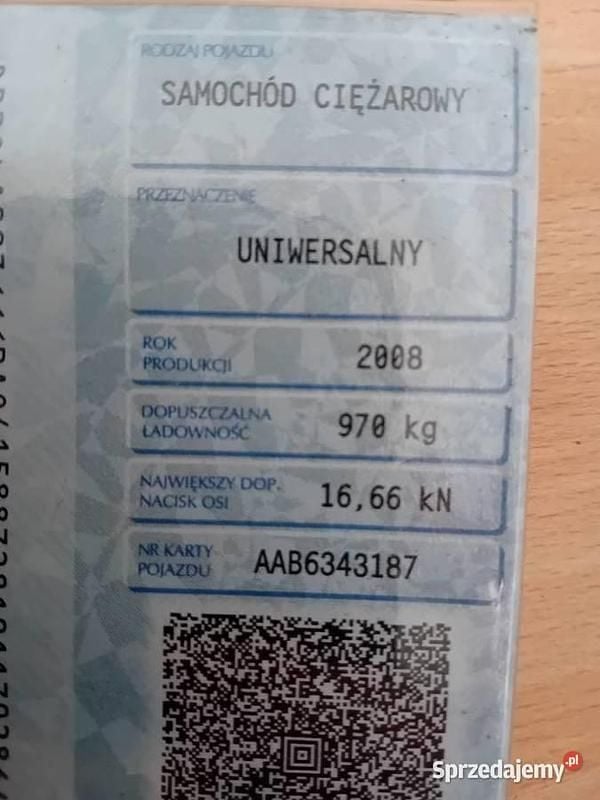 RODZAJ POJAZDU
SAMOCHÓD CIĘŻAROWY
PRZEZNACZENIE
UNIWERSALNY
ROK
PRODUKCJI
2008
DOPUSZCZALNA
ŁADOWNOŚĆ
970 kg
NAJWIĘKSZY DOP.
NACISK OSI
16,66 kN
NR KARTY
POJAZDU
AAB6343187
Sprzedajemy.pl